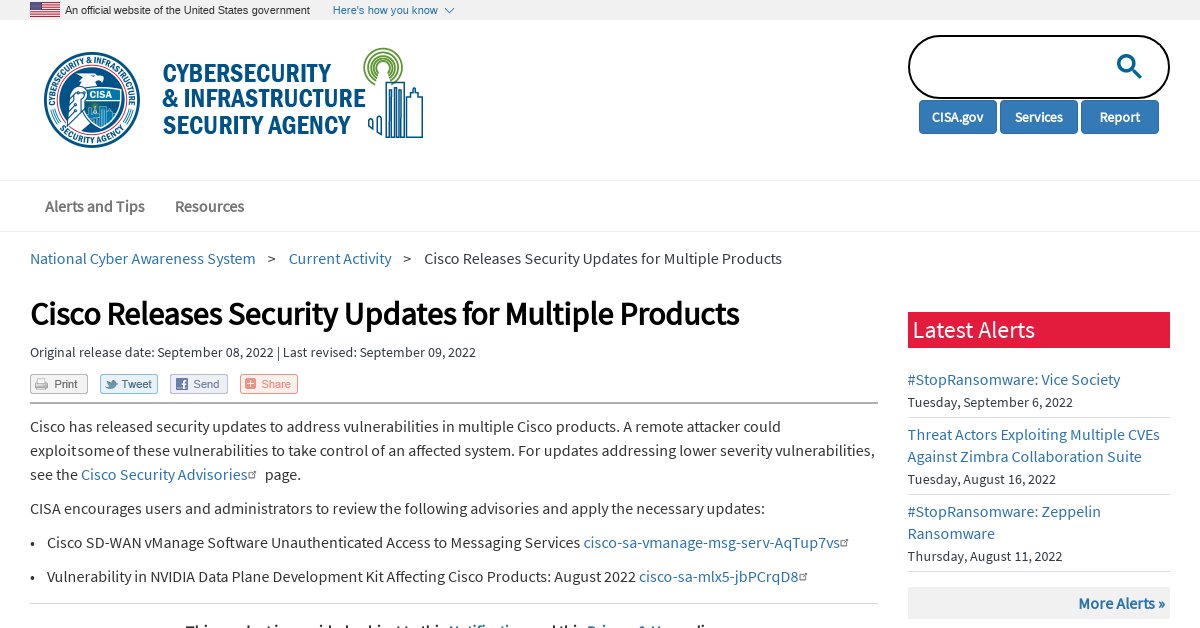 An official website of the United States government Here's how you know
CYBERSECURITY & INFRASTRUCTURE
CISA
SECURITY AGENCY
CYBERSECURITY
& INFRASTRUCTURE
SECURITY AGENCY
CISA.gov Services Report
Alerts and Tips Resources
National Cyber Awareness System > Current Activity > Cisco Releases Security Updates for Multiple Products
Cisco Releases Security Updates for Multiple Products
Original release date: September 08, 2022 | Last revised: September 09, 2022
Print Tweet Send Share
Cisco has released security updates to address vulnerabilities in multiple Cisco products. A remote attacker could
exploit some of these vulnerabilities to take control of an affected system. For updates addressing lower severity vulnerabilities,
see the Cisco Security Advisories page.
CISA encourages users and administrators to review the following advisories and apply the necessary updates:
• Cisco SD-WAN vManage Software Unauthenticated Access to Messaging Services cisco-sa-vmanage-msg-serv-AqTup7vs
• Vulnerability in NVIDIA Data Plane Development Kit Affecting Cisco Products: August 2022 cisco-sa-mlx5-jbPCrqD8
Latest Alerts
#StopRansomware: Vice Society
Tuesday, September 6, 2022
Threat Actors Exploiting Multiple CVEs
Against Zimbra Collaboration Suite
Tuesday, August 16, 2022
#StopRansomware: Zeppelin
Ransomware
Thursday, August 11, 2022
More Alerts »